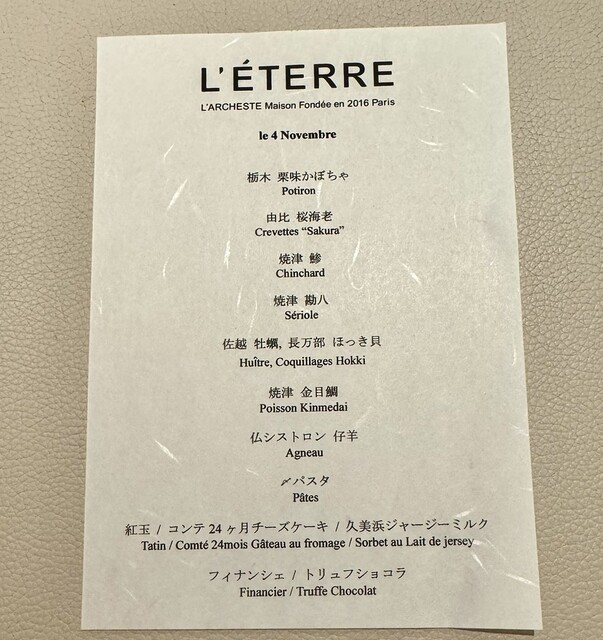 L'ÉTERRE
L'ARCHESTE Maison Fondée en 2016 Paris
le 4 Novembre
栃木 栗味かぼちゃ
Potiron
由比 桜海老
Crevettes “Sakura”
焼津 鯵
Chinchard
焼津 勘八
Sériole
佐越 牡蠣, 長万部 ほっき貝
Huître, Coquillages Hokki
焼津 金目鯛
Poisson Kinmedai
仏シストロン 仔羊
Agneau
〆パスタ
Pâtes
紅玉 / コンテ 24 ヶ月チーズケーキ / 久美浜ジャージーミルク
Tatin / Comté 24mois Gâteau au fromage / Sorbet au Lait de jersey
フィナンシェ / トリュフショコラ
Financier / Truffe Chocolat